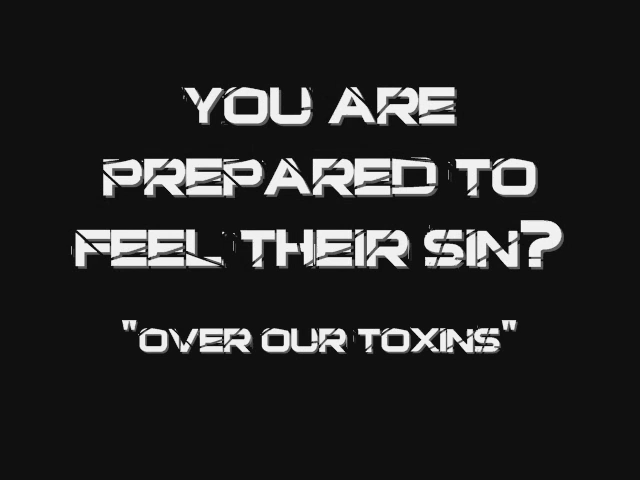 YOU ARE
PREPARED TO
FEEL THEIR SIN?
"OVER OUR TOXINS"